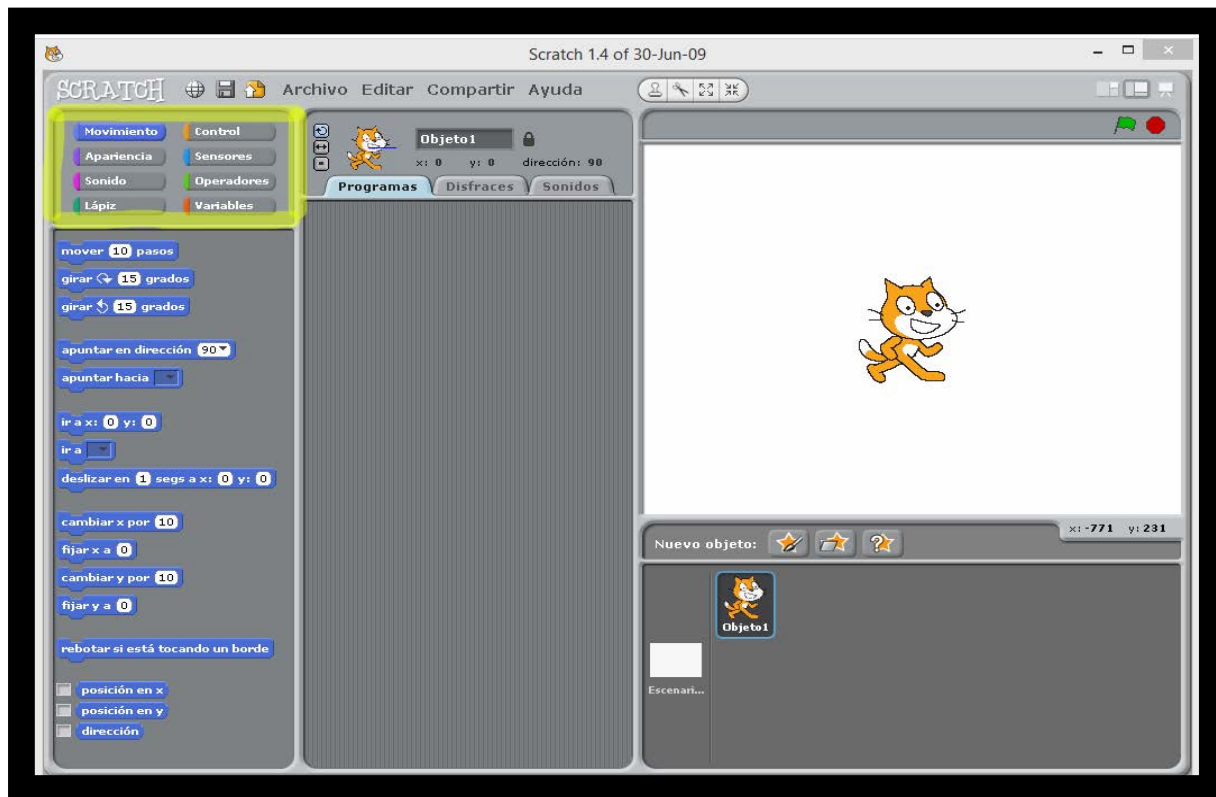 Scratch 1.4 of 30-Jun-09
SCRATCH Archivo Editar Compartir Ayuda
Movimiento Control
Apariencia Sensores
Sonido Operadores
Lápiz Variables
Objeto1
x: 0 y: 0 dirección: 90
Programas Disfraces Sonidos
mover 10 pasos
girar 15 grados
girar 15 grados
apuntar en dirección 90
apuntar hacia
ir a x: 0 y: 0
ir a
deslizar en 1 segs a x: 0 y: 0
cambiar x por 10
fijar x a 0
cambiar y por 10
fijar y a 0
rebotar si está tocando un borde
posición en x
posición en y
dirección
x: -771 y: 231
Nuevo objeto:
Objeto1
Escenari...